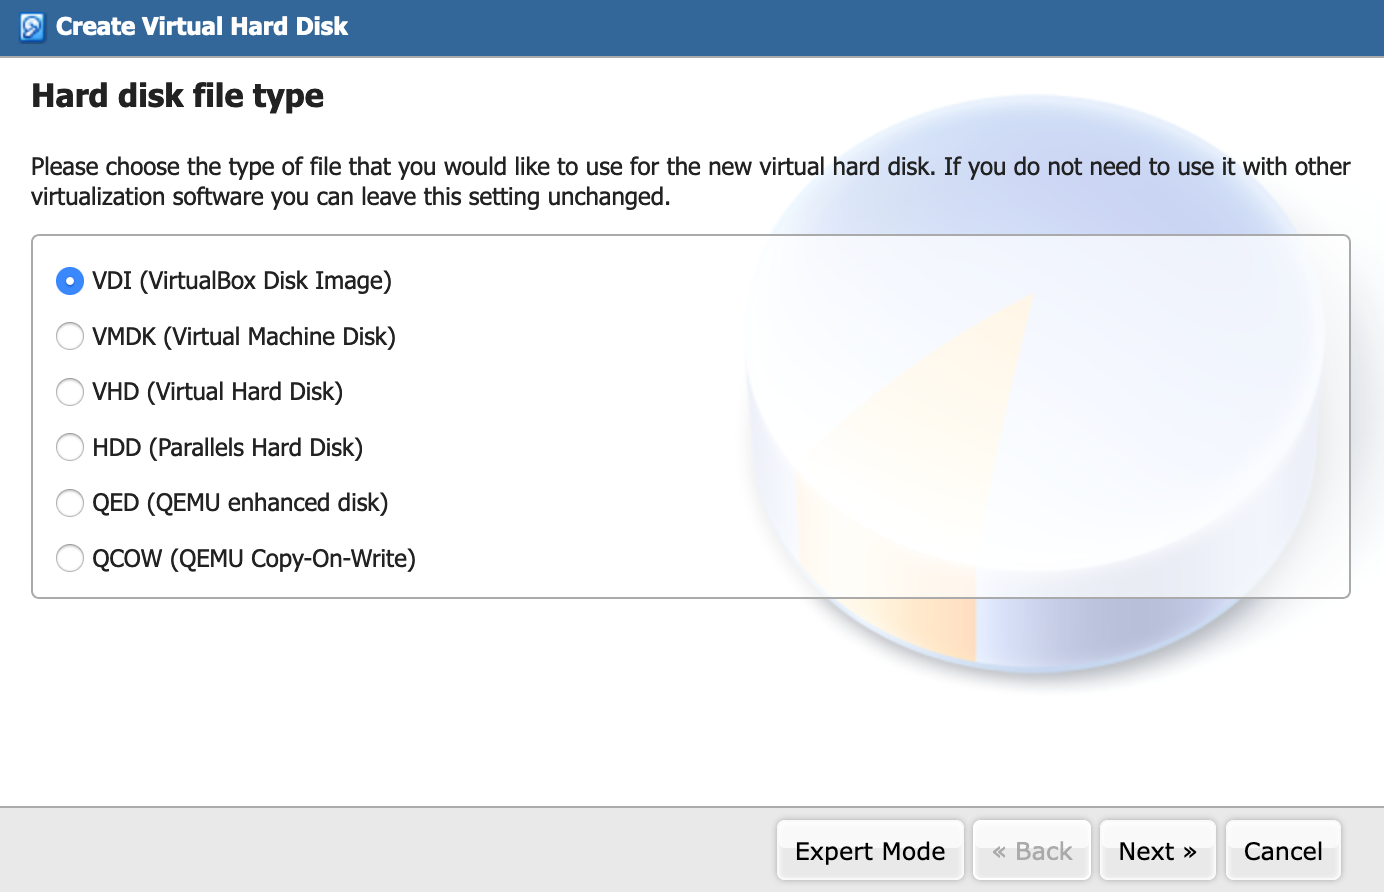 Create Virtual Hard Disk
Hard disk file type
Please choose the type of file that you would like to use for the new virtual hard disk. If you do not need to use it with other
virtualization software you can leave this setting unchanged.
VDI (VirtualBox Disk Image)
VMDK (Virtual Machine Disk)
VHD (Virtual Hard Disk)
HDD (Parallels Hard Disk)
QED (QEMU enhanced disk)
QCOW (QEMU Copy-On-Write)
Expert Mode « Back Next » Cancel